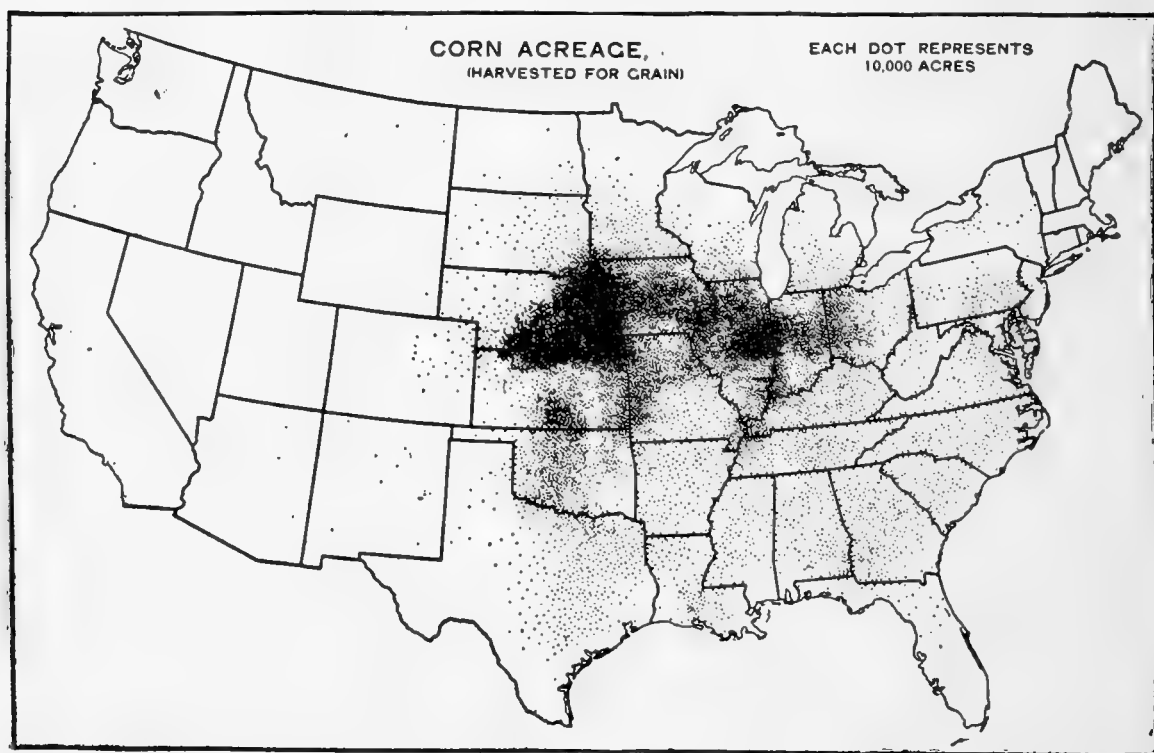 CORN ACREAGE,
(HARVESTED FOR GRAIN)
EACH DOT REPRESENTS
10,000 ACRES